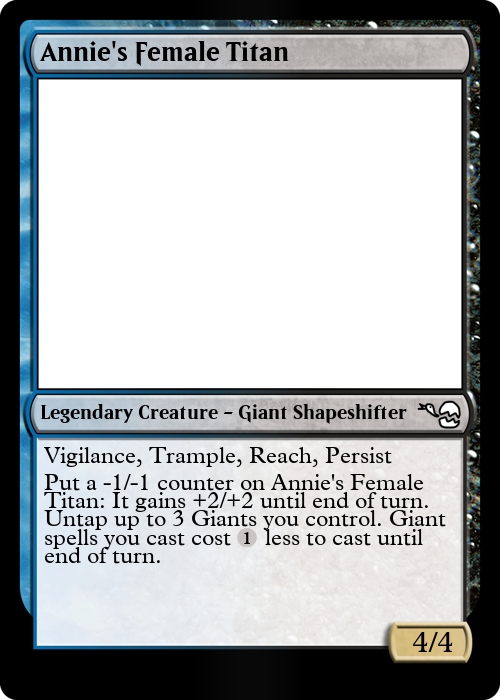 Annie's Female Titan
Legendary Creature – Giant Shapeshifter
Vigilance, Trample, Reach, Persist
Put a -1/-1 counter on Annie's Female
Titan: It gains +2/+2 until end of turn.
Untap up to 3 Giants you control. Giant
spells you cast cost 1 less to cast until
end of turn.
4/4